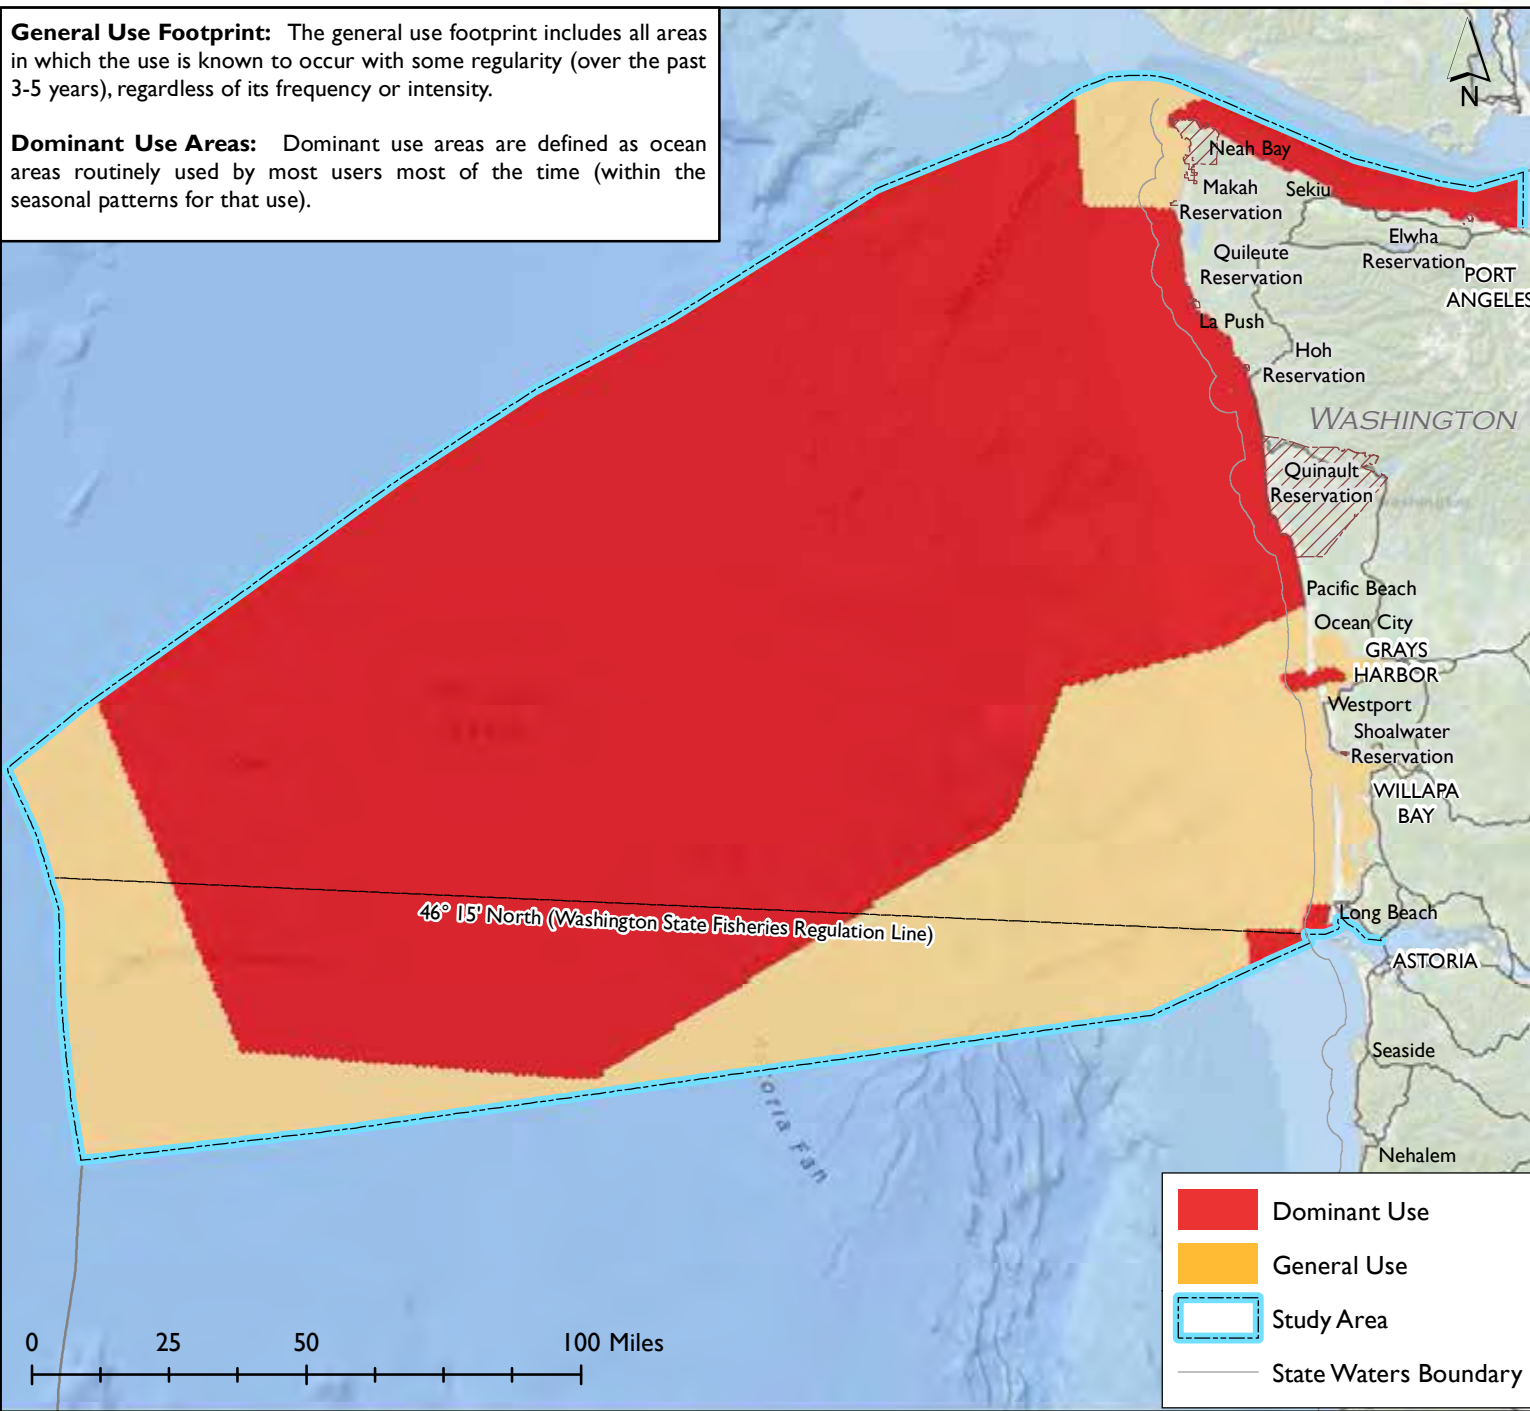 General Use Footprint: The general use footprint includes all areas
in which the use is known to occur with some regularity (over the past
3-5 years), regardless of its frequency or intensity.
Dominant Use Areas: Dominant use areas are defined as ocean
areas routinely used by most users most of the time (within the
seasonal patterns for that use).
N
Neah Bay
Makah
Reservation
Sekiu
Elwha
Reservation
PORT
ANGELES
Quileute
Reservation
La Push
Hoh
Reservation
WASHINGTON
Quinault
Reservation
Washington
Pacific Beach
Ocean City
GRAYS
HARBOR
Westport
Shoalwater
Reservation
WILLAPA
BAY
46° 15' North (Washington State Fisheries Regulation Line)
Long Beach
ASTORIA
Seaside
Astoria Fan
Nehalem
Dominant Use
General Use
Study Area
State Waters Boundary
0 25 50 100 Miles